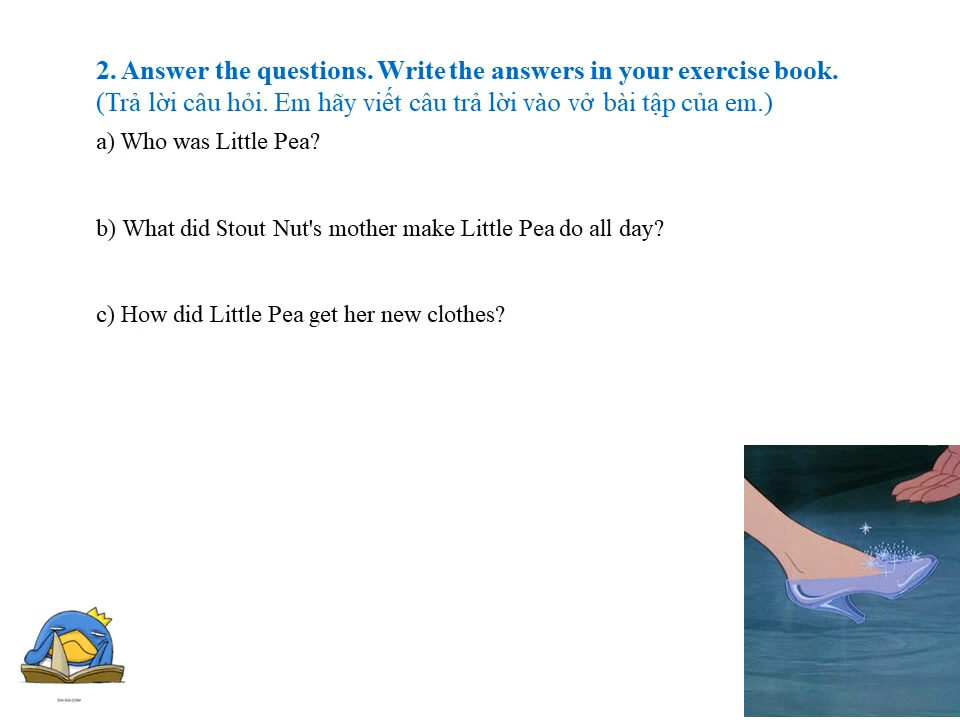 2. Answer the questions. Write the answers in your exercise book.
(Trả lời câu hỏi. Em hãy viết câu trả lời vào vở bài tập của em.)
a) Who was Little Pea?
b) What did Stout Nut's mother make Little Pea do all day?
c) How did Little Pea get her new clothes?